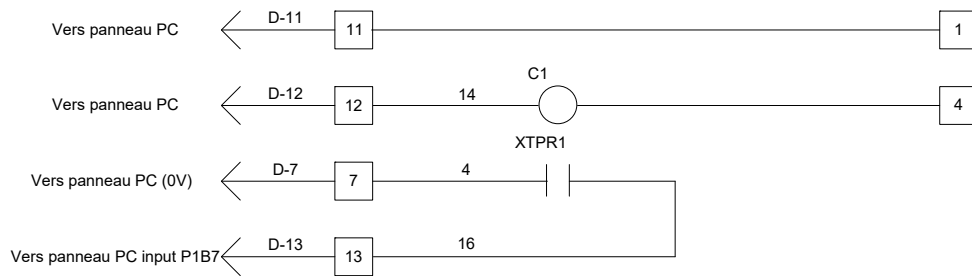 Vers panneau PC D-11 11 1
C1
Vers panneau PC D-12 12 14 4
XTPR1
Vers panneau PC (0V) D-7 7 4
Vers panneau PC input P1B7 D-13 13 16